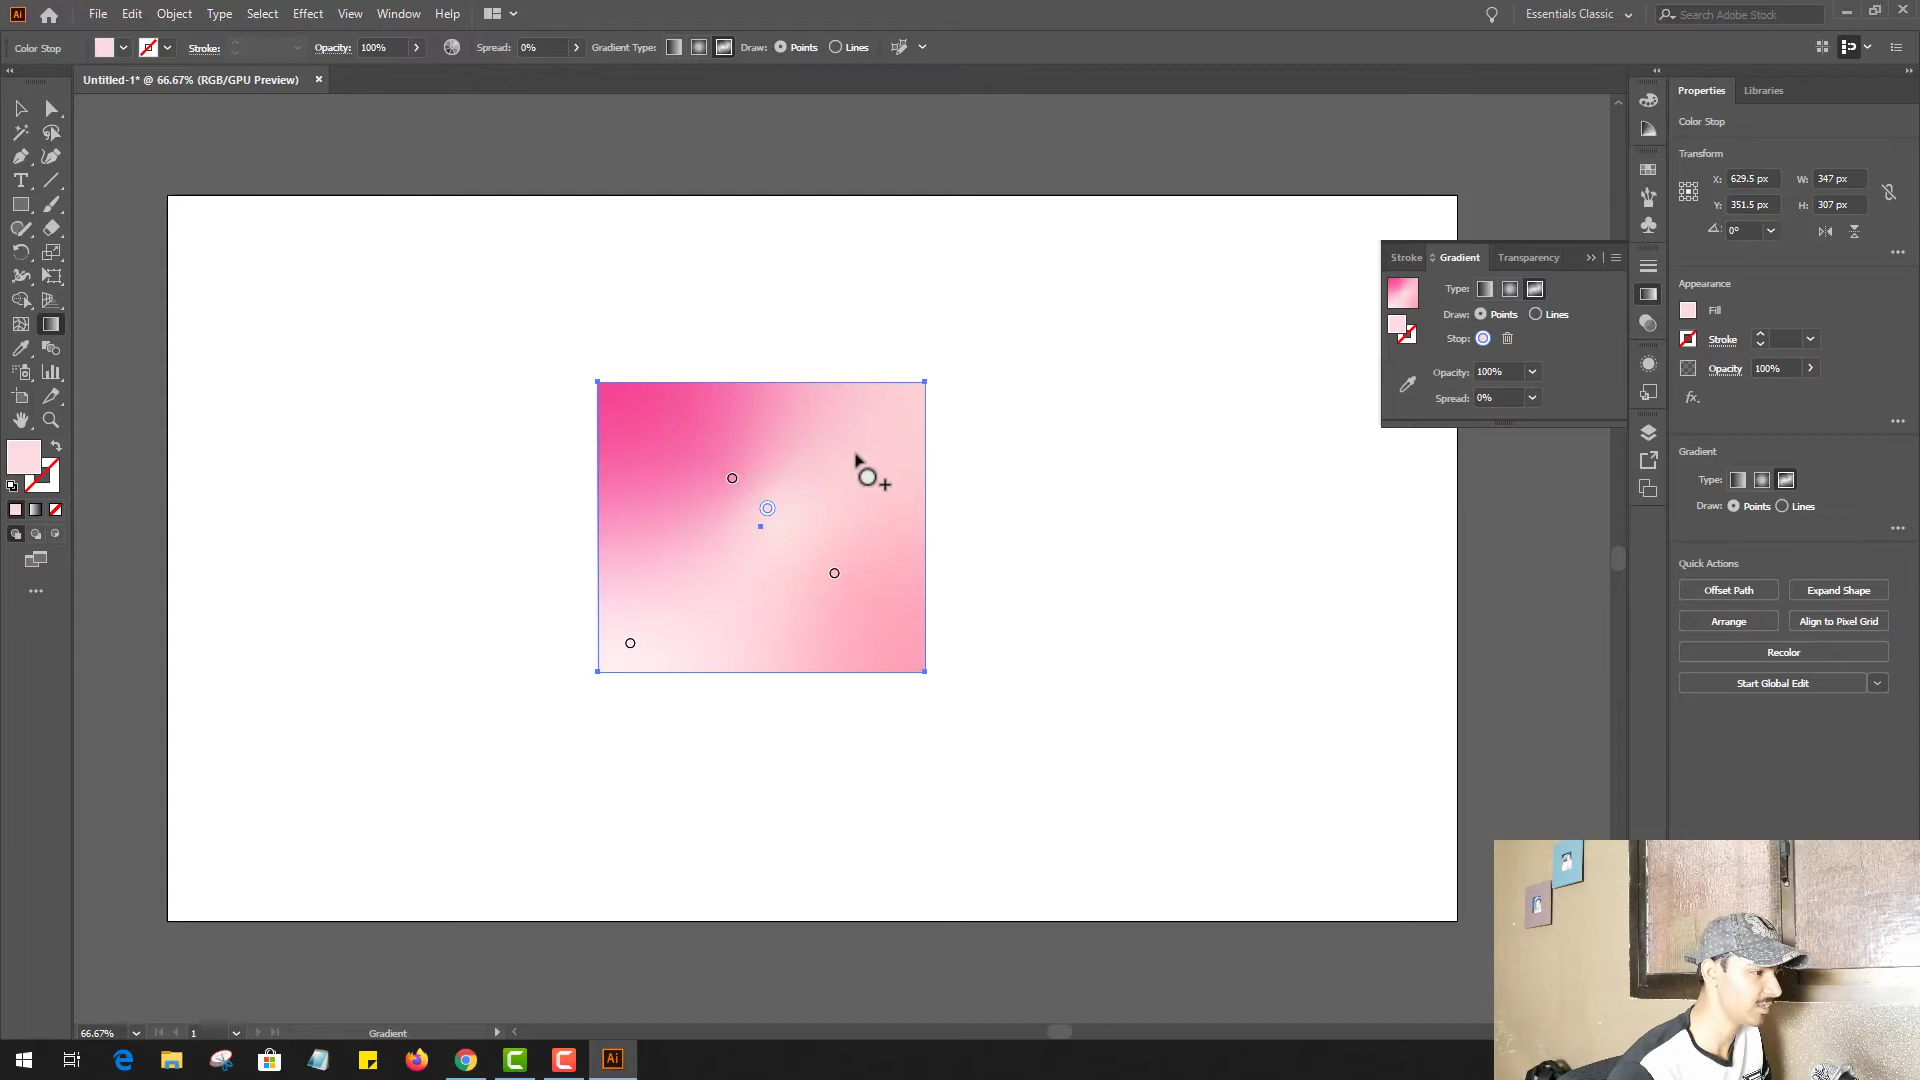 Ai File Edit Object Type Select Effect View Window Help Essentials Classic Search Adobe Stock
Color Stop Stroke: Opacity: 100% Spread: 0% Gradient Type: Draw: Points Lines
Untitled-1* @ 66.67% (RGB/GPU Preview) ×
Properties Libraries
Color Stop
Transform
X: 629.5 px W: 347 px
Y: 351.5 px H: 307 px
0°
Stroke Gradient Transparency
Type:
Draw: Points Lines
Stop:
Opacity: 100%
Spread: 0%
Appearance
Fill
Stroke
Opacity 100%
fx.
Gradient
Type:
Draw: Points Lines
Quick Actions
Offset Path Expand Shape
Arrange Align to Pixel Grid
Recolor
Start Global Edit
T
66.67% 1 Gradient
Ai